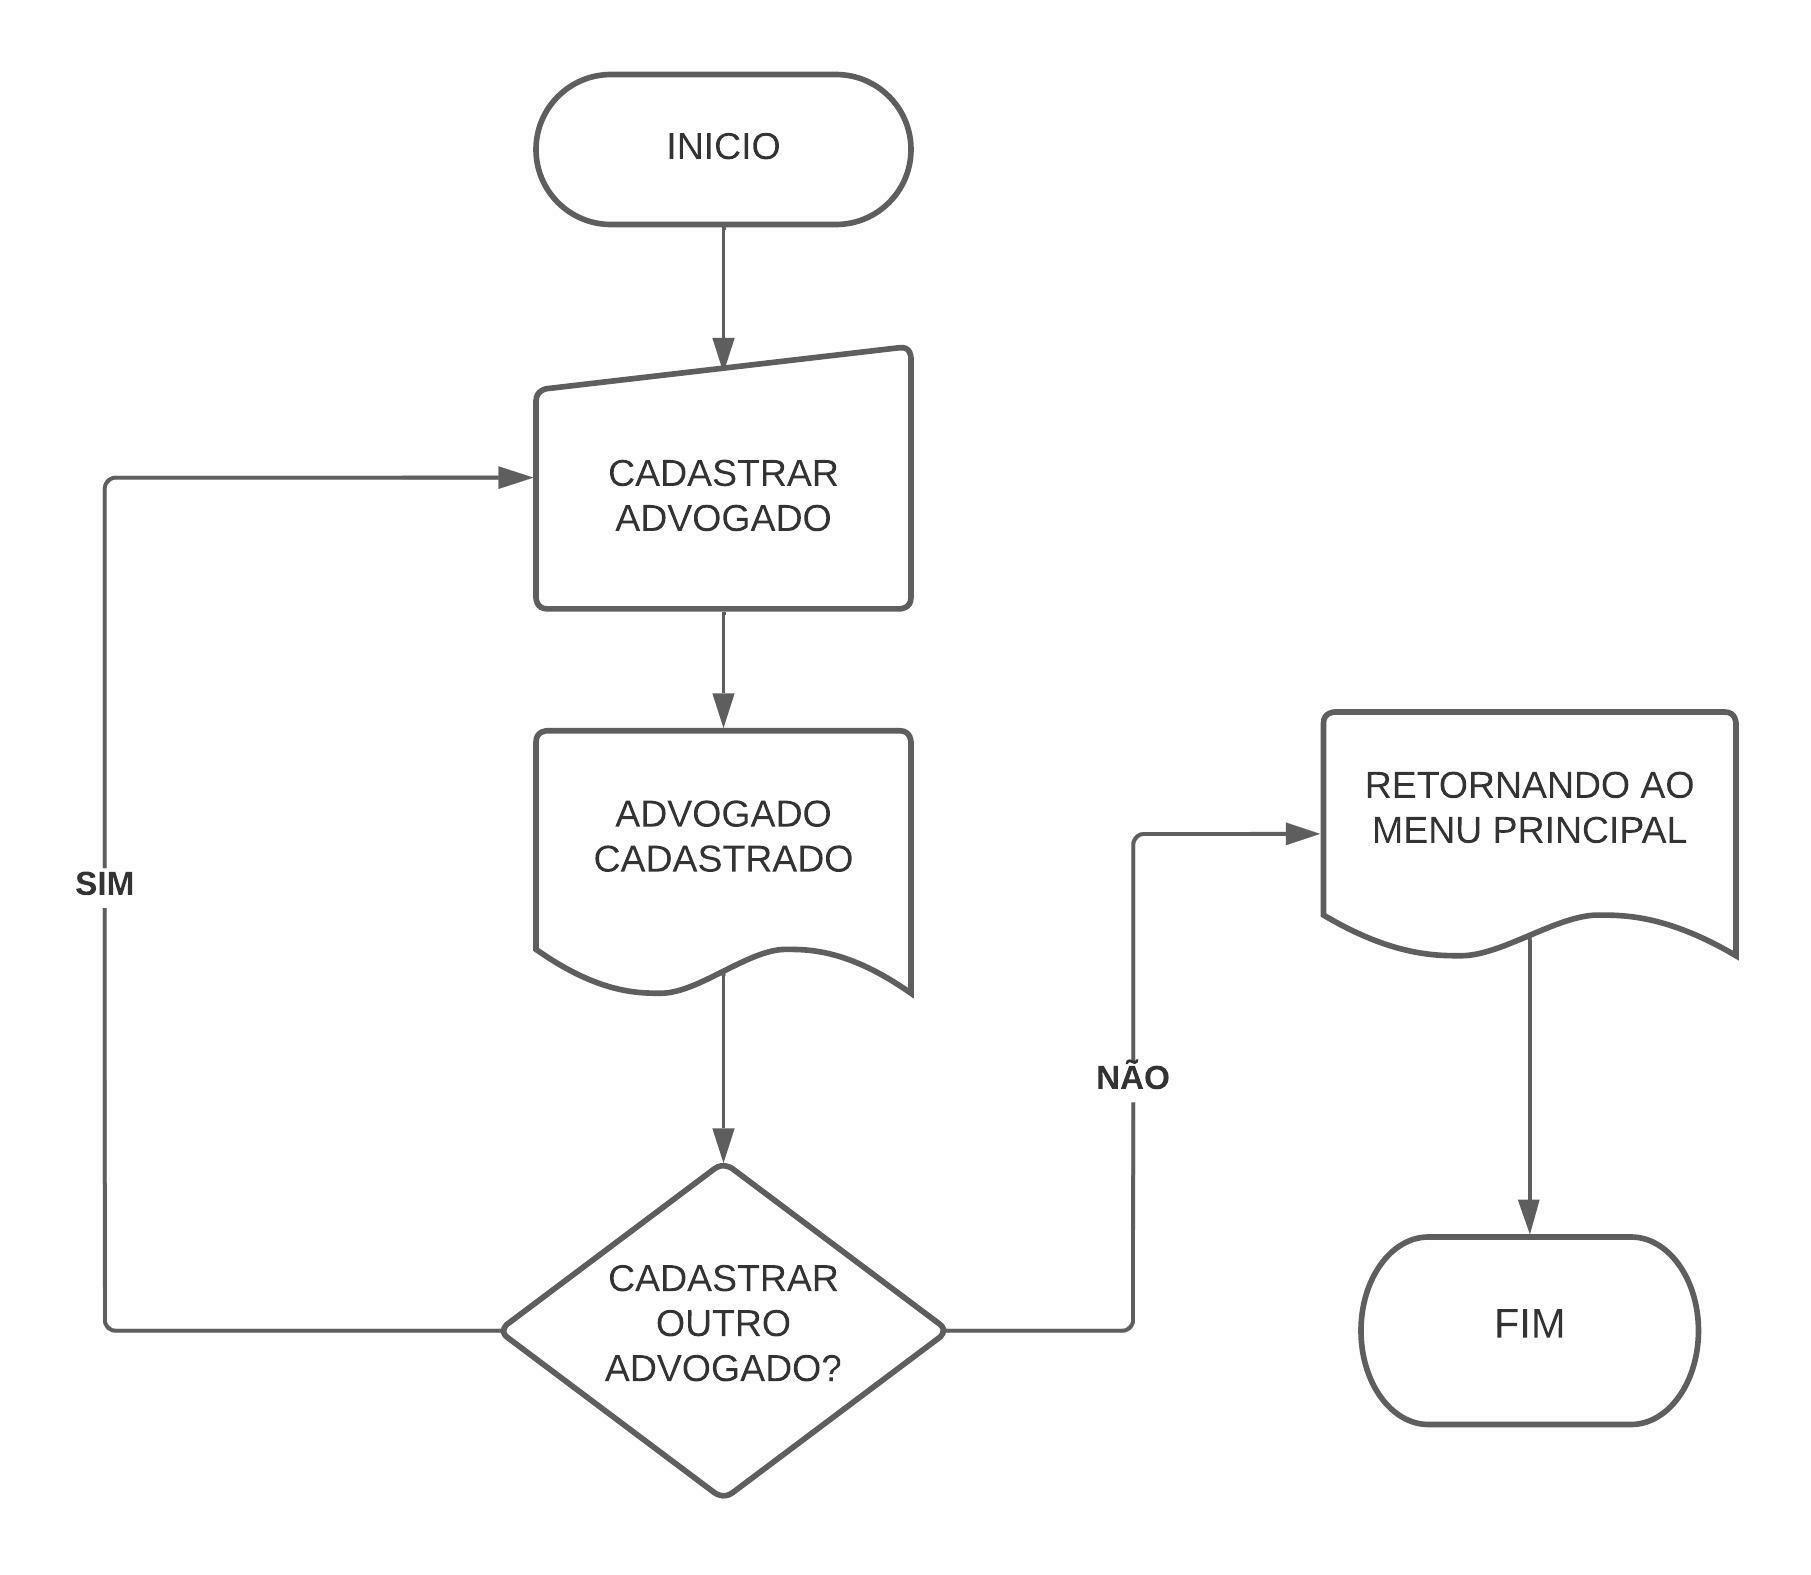 INICIO
CADASTRAR
ADVOGADO
ADVOGADO
CADASTRADO
SIM
CADASTRAR
OUTRO
ADVOGADO?
NÃO
RETORNANDO AO
MENU PRINCIPAL
FIM